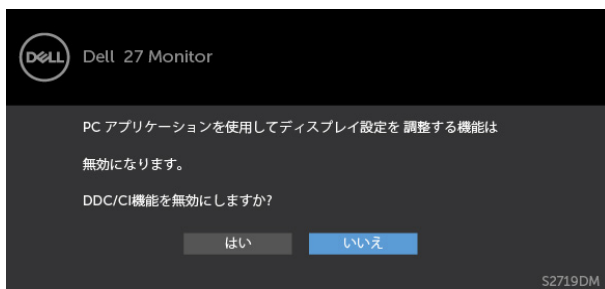 DELL
Dell 27 Monitor
PC アプリケーションを使用してディスプレイ設定を 調整する機能は
無効になります。
DDC/CI機能を無効にしますか?
はい いいえ
S2719DM